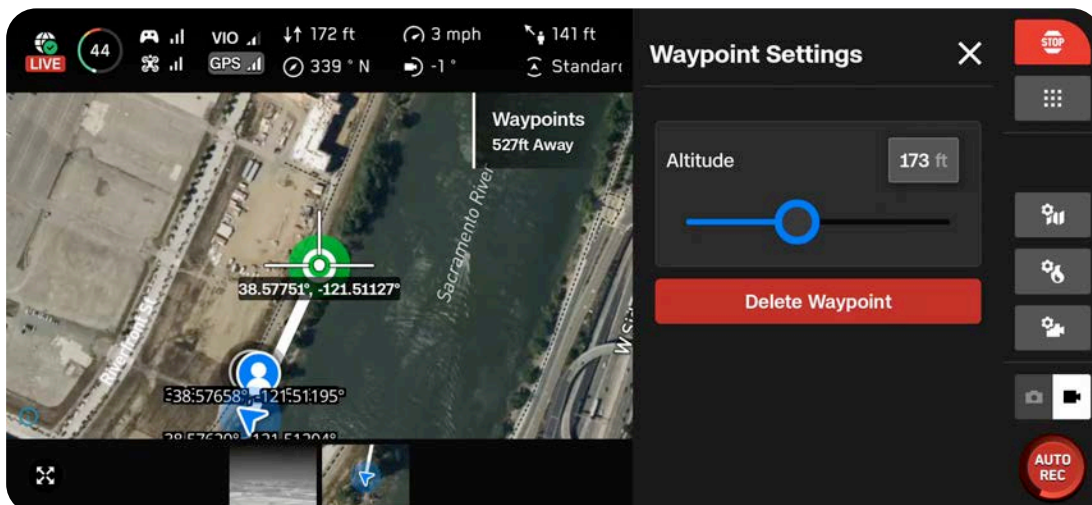 LIVE
44
VIO
GPS
172 ft
339 ° N
3 mph
-1 °
141 ft
Standard
Waypoint Settings
STOP
Waypoints
527ft Away
Altitude
173 ft
Delete Waypoint
Sacramento River
38.57751°, -121.51127°
Riverfront St
38.57658°, -121.51195°
AUTO
REC